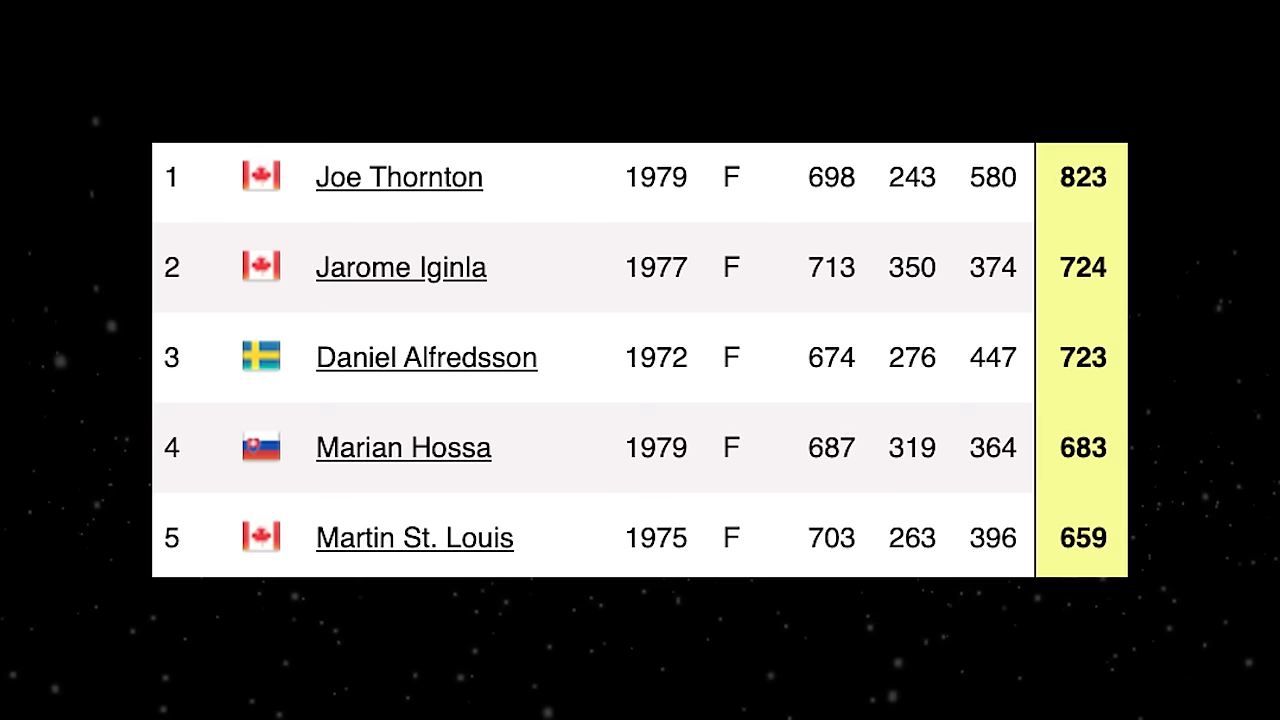 1 Joe Thornton 1979 F 698 243 580 823
2 Jarome Iginla 1977 F 713 350 374 724
3 Daniel Alfredsson 1972 F 674 276 447 723
4 Marian Hossa 1979 F 687 319 364 683
5 Martin St. Louis 1975 F 703 263 396 659